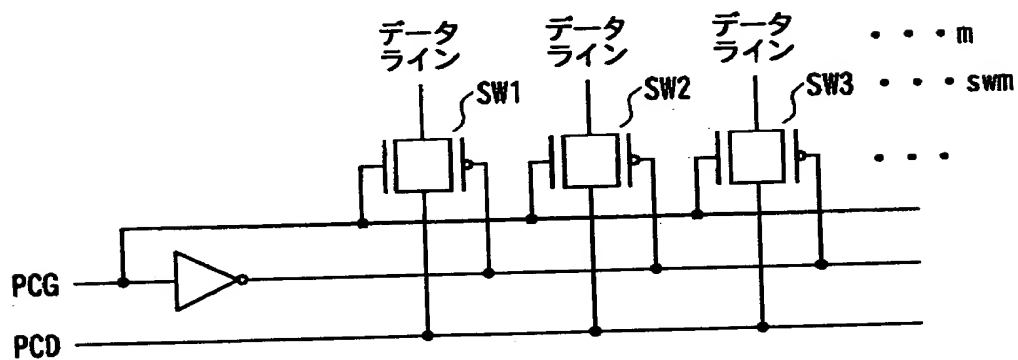 データ
ライン
データ
ライン
データ
ライン
・・・m
SW1
SW2
SW3
・・・swm
・・・
PCG
PCD